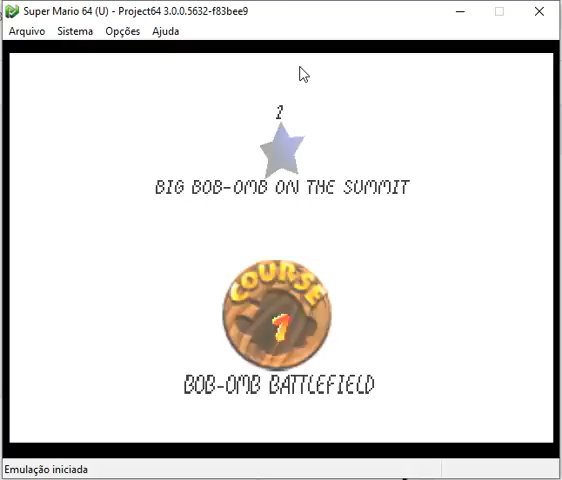 Super Mario 64 (U) - Project64 3.0.0.5632-f83bee9
Arquivo Sistema Opções Ajuda
1
BIG BOB-OMB ON THE SUMMIT
COURSE
1
BOB-OMB BATTLEFIELD
Emulação iniciada